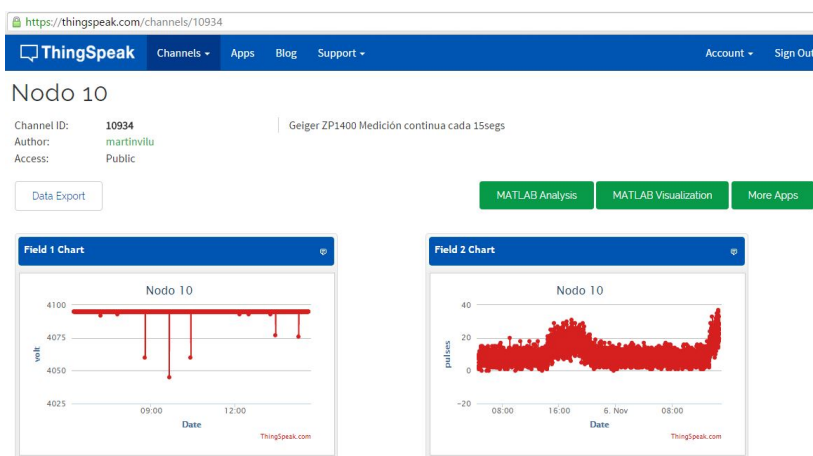 https://thingspeak.com/channels/10934
ThingSpeak Channels Apps Blog Support Account Sign Out
Nodo 10
Channel ID: 10934 Geiger ZP1400 Medición continua cada 15segs
Author: martinvilu
Access: Public
Data Export MATLAB Analysis MATLAB Visualization More Apps
Field 1 Chart
Nodo 10
4100
4075
4050
4025
volt
09:00 12:00
Date
ThingSpeak.com
Field 2 Chart
Nodo 10
40
20
0
-20
pulses
08:00 16:00 6. Nov 08:00
Date
ThingSpeak.com